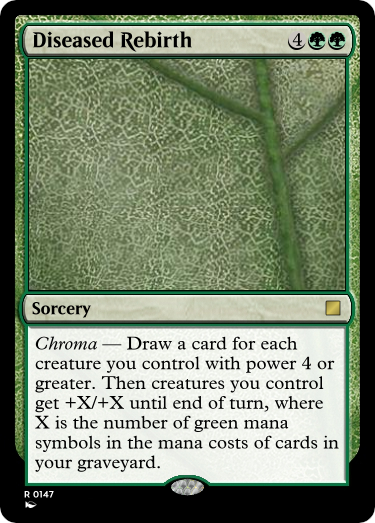 Diseased Rebirth 4
Sorcery
Chroma — Draw a card for each
creature you control with power 4 or
greater. Then creatures you control
get +X/+X until end of turn, where
X is the number of green mana
symbols in the mana costs of cards in
your graveyard.
R 0147